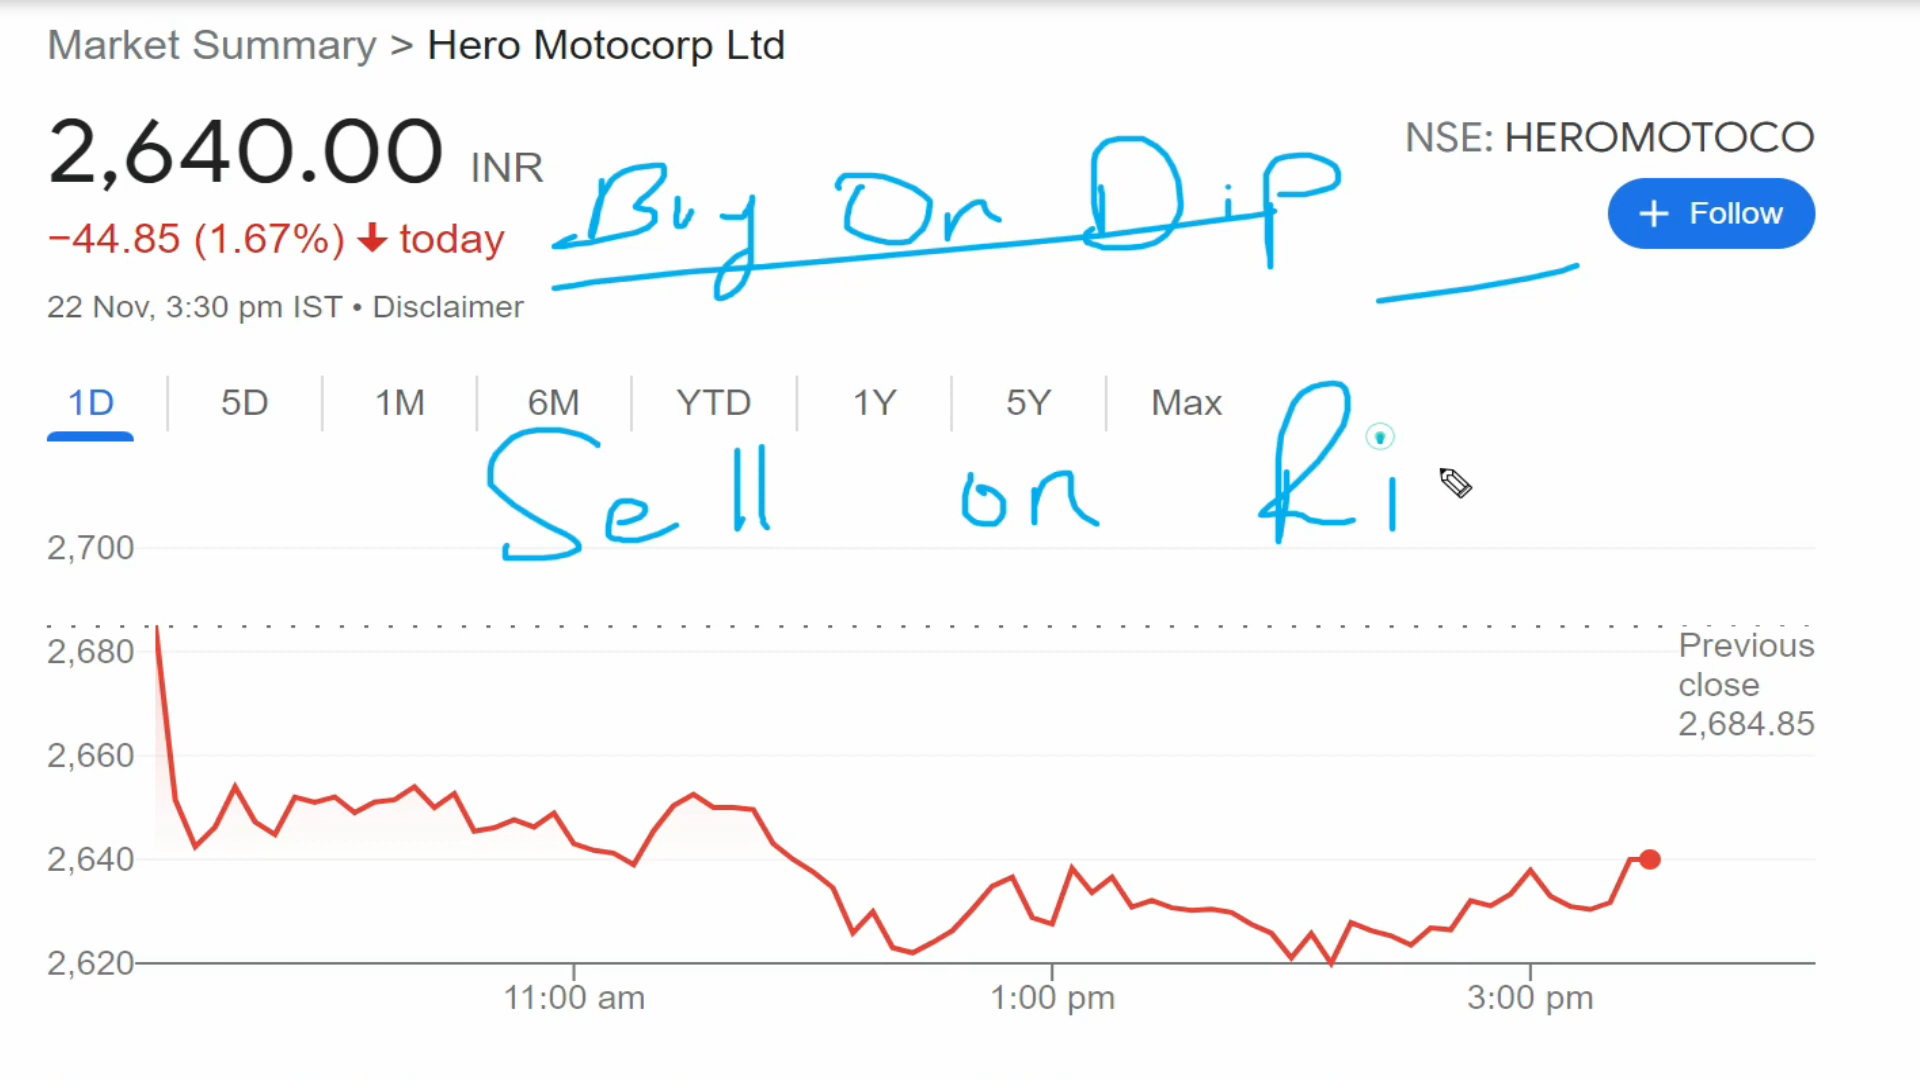 Market Summary > Hero Motocorp Ltd
2,640.00 INR
NSE: HEROMOTOCO
Buy On Dip
+ Follow
−44.85 (1.67%) ↓ today
22 Nov, 3:30 pm IST • Disclaimer
1D 5D 1M 6M YTD 1Y 5Y Max
Sell on Ri
2,700
2,680
Previous
close
2,684.85
2,660
2,640
2,620
11:00 am 1:00 pm 3:00 pm